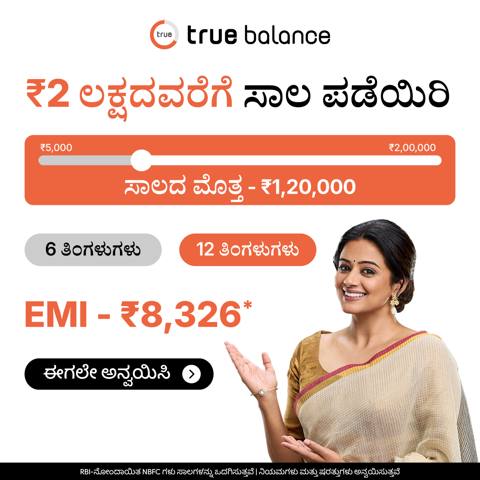 true true balance
₹2 ಲಕ್ಷದವರೆಗೆ ಸಾಲ ಪಡೆಯಿರಿ
₹5,000 ₹2,00,000
ಸಾಲದ ಮೊತ್ತ - ₹1,20,000
6 ತಿಂಗಳುಗಳು 12 ತಿಂಗಳುಗಳು
EMI - ₹8,326*
ಈಗಲೇ ಅನ್ವಯಿಸಿ
RBI-ನೋಂದಾಯಿತ NBFC ಗಳು ಸಾಲಗಳನ್ನು ಒದಗಿಸುತ್ತವೆ | ನಿಯಮಗಳು ಮತ್ತು ಷರತ್ತುಗಳು ಅನ್ವಯಿಸುತ್ತವೆ